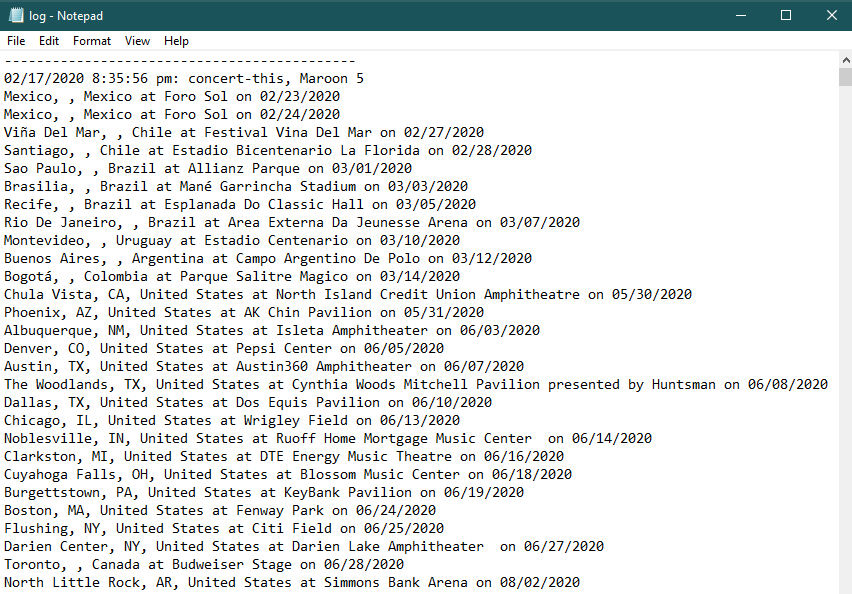 log - Notepad
File Edit Format View Help
--------------------------------------------
02/17/2020 8:35:56 pm: concert-this, Maroon 5
Mexico, , Mexico at Foro Sol on 02/23/2020
Mexico, , Mexico at Foro Sol on 02/24/2020
Viña Del Mar, , Chile at Festival Vina Del Mar on 02/27/2020
Santiago, , Chile at Estadio Bicentenario La Florida on 02/28/2020
Sao Paulo, , Brazil at Allianz Parque on 03/01/2020
Brasilia, , Brazil at Mané Garrincha Stadium on 03/03/2020
Recife, , Brazil at Esplanada Do Classic Hall on 03/05/2020
Rio De Janeiro, , Brazil at Area Externa Da Jeunesse Arena on 03/07/2020
Montevideo, , Uruguay at Estadio Centenario on 03/10/2020
Buenos Aires, , Argentina at Campo Argentino De Polo on 03/12/2020
Bogotá, , Colombia at Parque Salitre Magico on 03/14/2020
Chula Vista, CA, United States at North Island Credit Union Amphitheatre on 05/30/2020
Phoenix, AZ, United States at AK Chin Pavilion on 05/31/2020
Albuquerque, NM, United States at Isleta Amphitheater on 06/03/2020
Denver, CO, United States at Pepsi Center on 06/05/2020
Austin, TX, United States at Austin360 Amphitheater on 06/07/2020
The Woodlands, TX, United States at Cynthia Woods Mitchell Pavilion presented by Huntsman on 06/08/2020
Dallas, TX, United States at Dos Equis Pavilion on 06/10/2020
Chicago, IL, United States at Wrigley Field on 06/13/2020
Noblesville, IN, United States at Ruoff Home Mortgage Music Center  on 06/14/2020
Clarkston, MI, United States at DTE Energy Music Theatre on 06/16/2020
Cuyahoga Falls, OH, United States at Blossom Music Center on 06/18/2020
Burgettstown, PA, United States at KeyBank Pavilion on 06/19/2020
Boston, MA, United States at Fenway Park on 06/24/2020
Flushing, NY, United States at Citi Field on 06/25/2020
Darien Center, NY, United States at Darien Lake Amphitheater  on 06/27/2020
Toronto, , Canada at Budweiser Stage on 06/28/2020
North Little Rock, AR, United States at Simmons Bank Arena on 08/02/2020